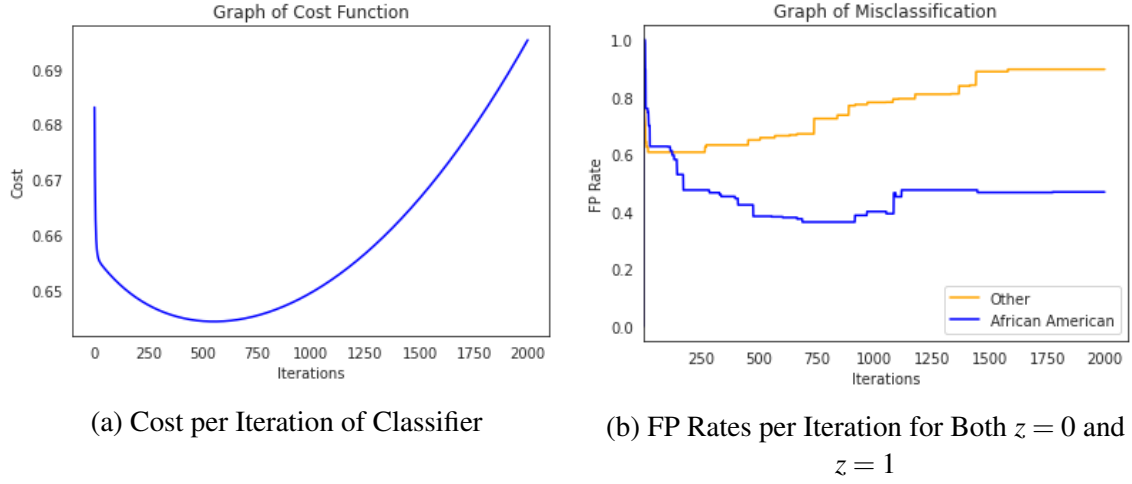 Graph of Cost Function
0.69
0.68
0.67
0.66
0.65
Cost
0 250 500 750 1000 1250 1500 1750 2000
Iterations
(a) Cost per Iteration of Classifier
Graph of Misclassification
1.0
0.8
0.6
0.4
0.2
0.0
FP Rate
Other
African American
250 500 750 1000 1250 1500 1750 2000
Iterations
(b) FP Rates per Iteration for Both z = 0 and
z = 1